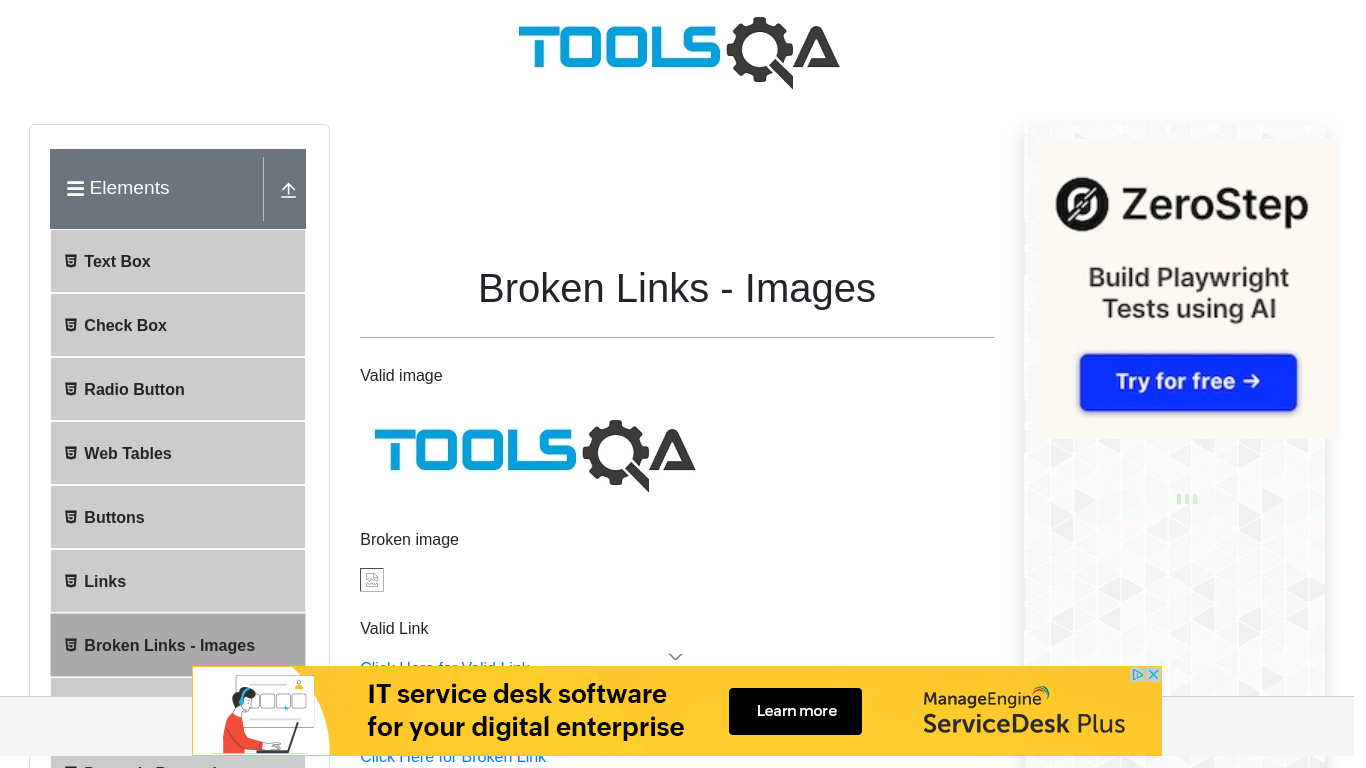 TOOLSQA
Elements
Text Box
Check Box
Radio Button
Web Tables
Buttons
Links
Broken Links - Images
Broken Links - Images
Valid image
TOOLSQA
Broken image
Valid Link
Click Here for Valid Link
Click Here for Broken Link
ZeroStep
Build Playwright
Tests using AI
Try for free →
IT service desk software
for your digital enterprise
Learn more
ManageEngine
ServiceDesk Plus